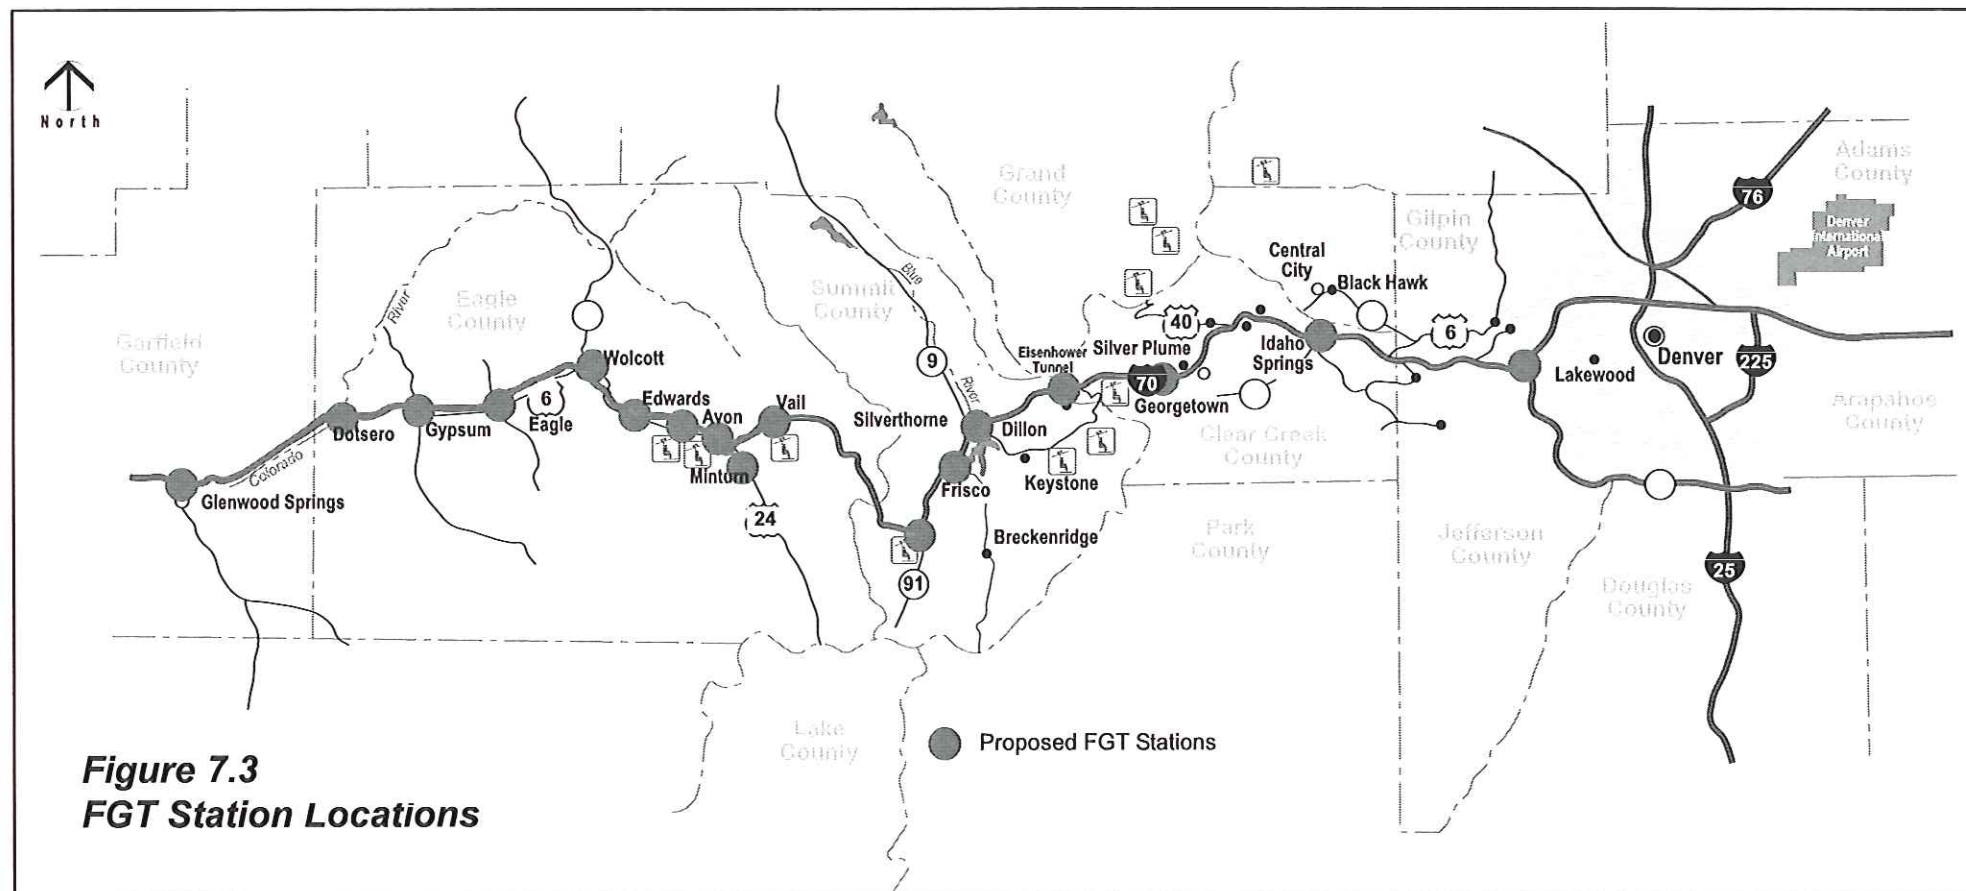 North
Grand
County
Adams
County
76
Denver
International
Airport
Gilpin
County
Central
City
Black Hawk
Eagle
County
River
Summit
County
Blue
River
Garfield
County
Wolcott
9
Eisenhower
Tunnel
Silver Plume
40
Idaho
Springs
6
Denver
Lakewood
225
70
Georgetown
Edwards
Avon
Vail
6
Eagle
Gypsum
Dotsero
Silverthorne
Dillon
Clear Creek
County
Arapahoe
County
Colorado
Glenwood Springs
Minturn
Frisco
Keystone
24
Breckenridge
91
Park
County
Jefferson
County
Douglas
County
25
Lake
County
Proposed FGT Stations
Figure 7.3
FGT Station Locations